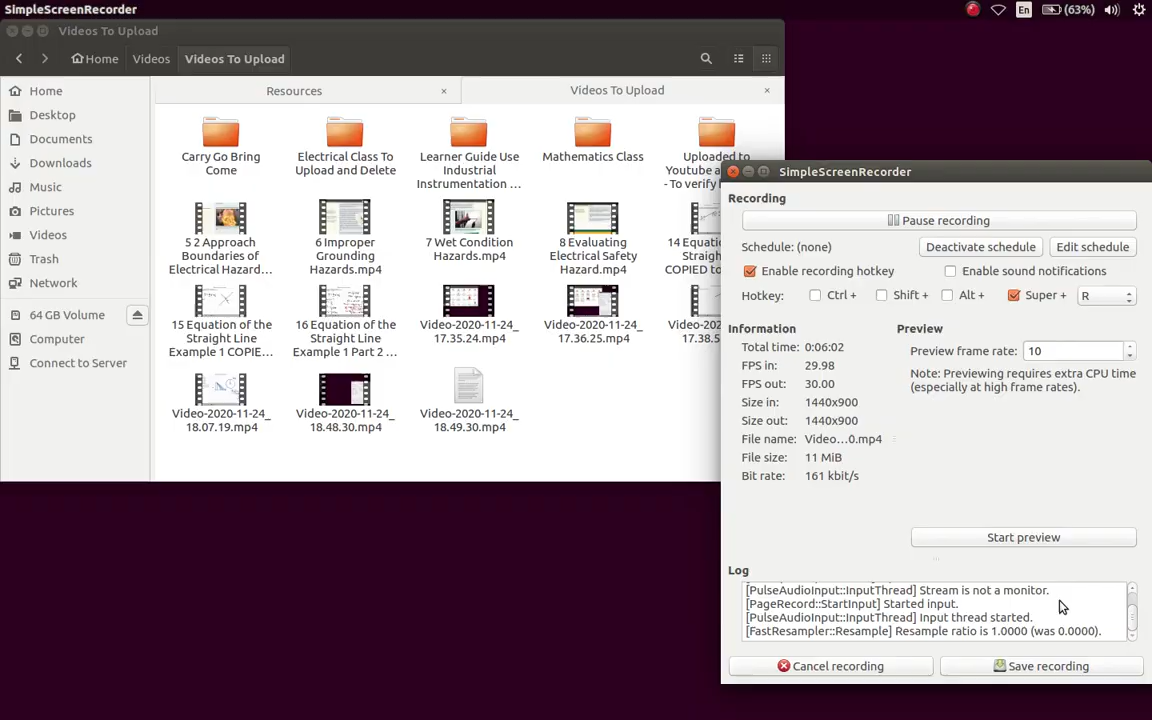 SimpleScreenRecorder
En
(63%)
Videos To Upload
Home
Videos
Videos To Upload
Resources
Videos To Upload
Home
Desktop
Documents
Downloads
Music
Pictures
Videos
Trash
Network
64 GB Volume
Computer
Connect to Server
Carry Go Bring
Come
Electrical Class To
Upload and Delete
Learner Guide Use
Industrial
Instrumentation ...
Mathematics Class
Uploaded to
Youtube a
- To verify
5 2 Approach
Boundaries of
Electrical Hazard...
6 Improper
Grounding
Hazards.mp4
7 Wet Condition
Hazards.mp4
8 Evaluating
Electrical Safety
Hazard.mp4
14 Equat
Straigh
COPIED to
15 Equation of the
Straight Line
Example 1 COPIE...
16 Equation of the
Straight Line
Example 1 Part 2 ...
Video-2020-11-24_
17.35.24.mp4
Video-2020-11-24_
17.36.25.mp4
Video-20
17.38.5
Video-2020-11-24_
18.07.19.mp4
Video-2020-11-24_
18.48.30.mp4
Video-2020-11-24_
18.49.30.mp4
SimpleScreenRecorder
Recording
Pause recording
Schedule: (none)
Deactivate schedule
Edit schedule
Enable recording hotkey
Enable sound notifications
Hotkey:
Ctrl +
Shift +
Alt +
Super +
R
Information
Total time: 0:06:02
FPS in: 29.98
FPS out: 30.00
Size in: 1440x900
Size out: 1440x900
File name: Video...0.mp4
File size: 11 MiB
Bit rate: 161 kbit/s
Preview
Preview frame rate: 10
Note: Previewing requires extra CPU time
(especially at high frame rates).
Start preview
Log
[PulseAudioInput::InputThread] Stream is not a monitor.
[PageRecord::StartInput] Started input.
[PulseAudioInput::InputThread] Input thread started.
[FastResampler::Resample] Resample ratio is 1.0000 (was 0.0000).
Cancel recording
Save recording